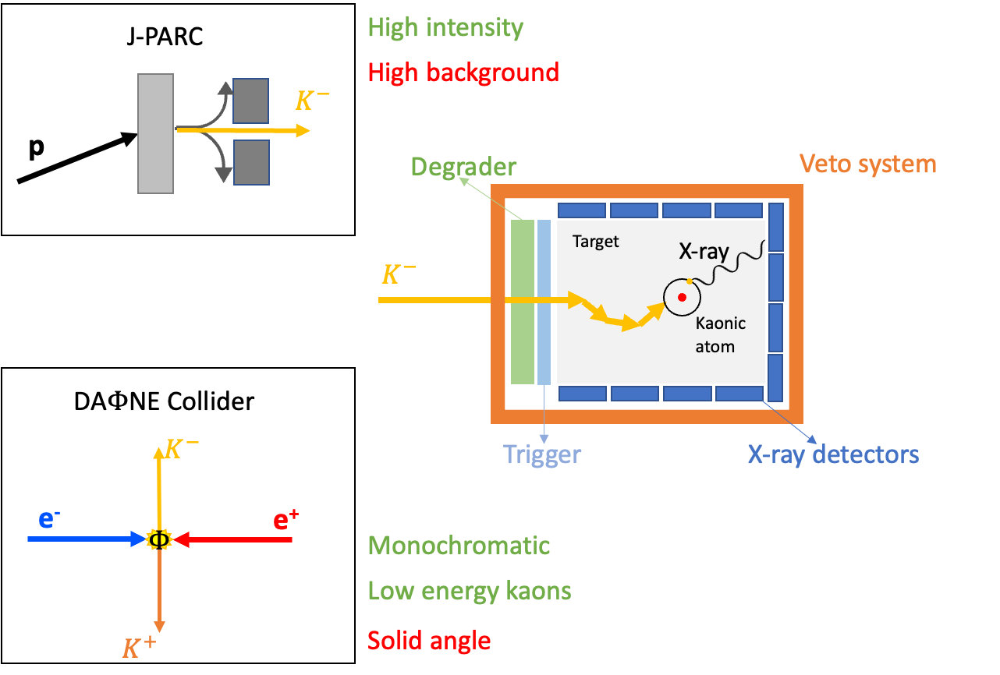 J-PARC
p
K⁻
High intensity
High background
Degrader
Veto system
K⁻
Target
X-ray
Kaonic
atom
Trigger
X-ray detectors
DAΦNE Collider
K⁻
e⁻
e⁺
Φ
K⁺
Monochromatic
Low energy kaons
Solid angle